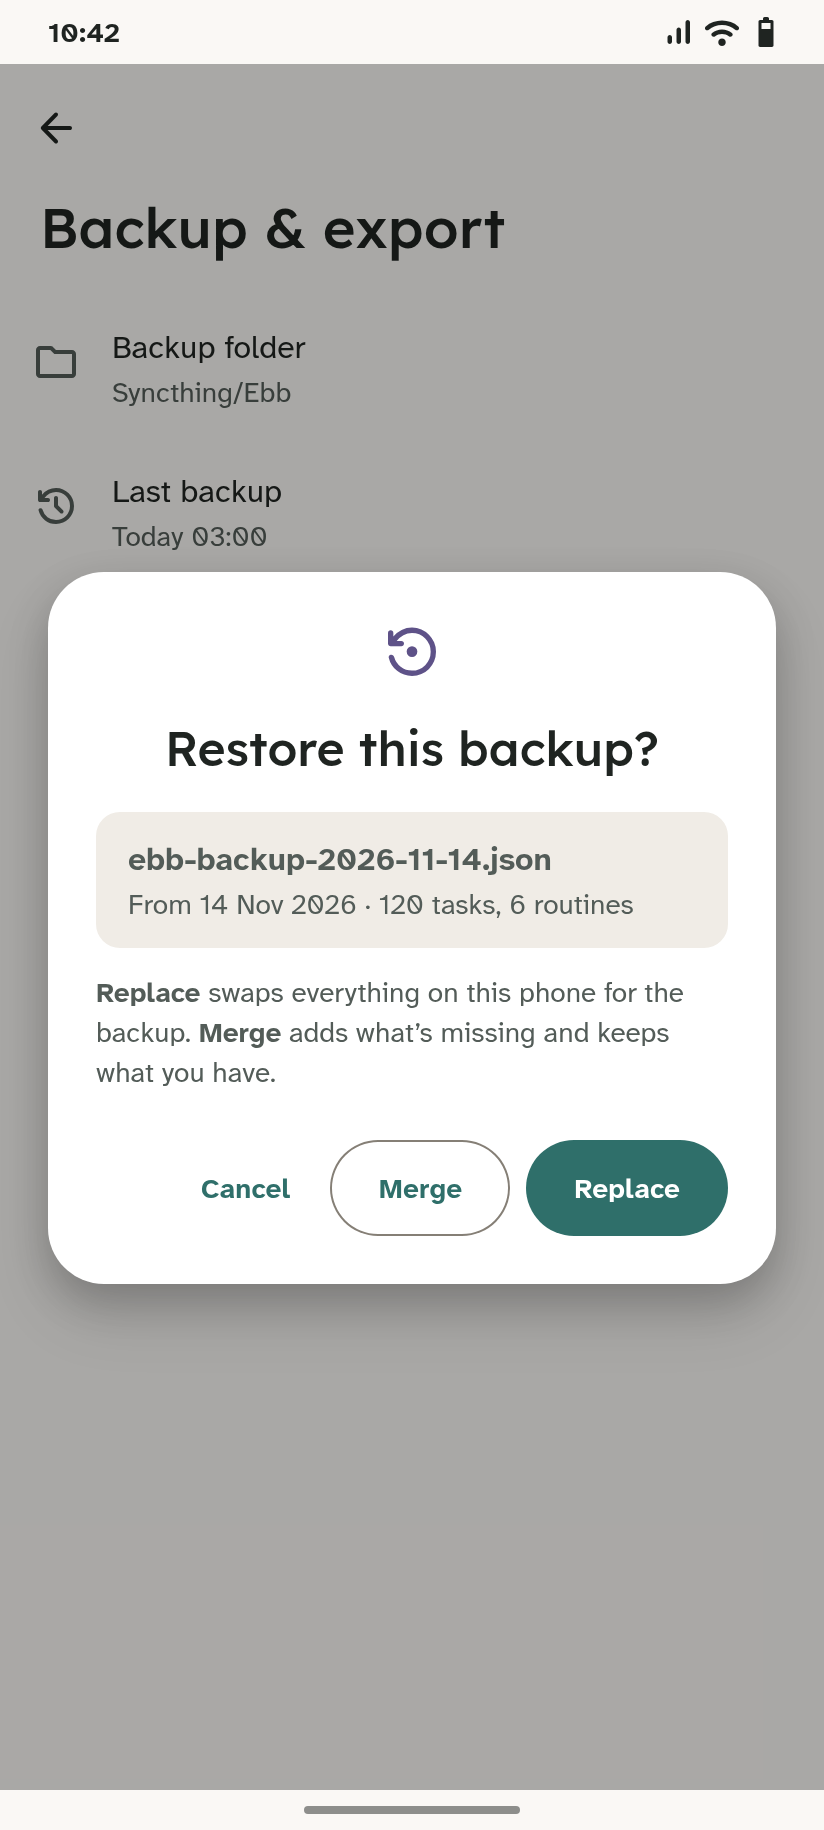 10:42
Backup & export
Backup folder
Syncthing/Ebb
Last backup
Today 03:00
Restore this backup?
ebb-backup-2026-11-14.json
From 14 Nov 2026 · 120 tasks, 6 routines
Replace swaps everything on this phone for the
backup. Merge adds what’s missing and keeps
what you have.
Cancel
Merge
Replace